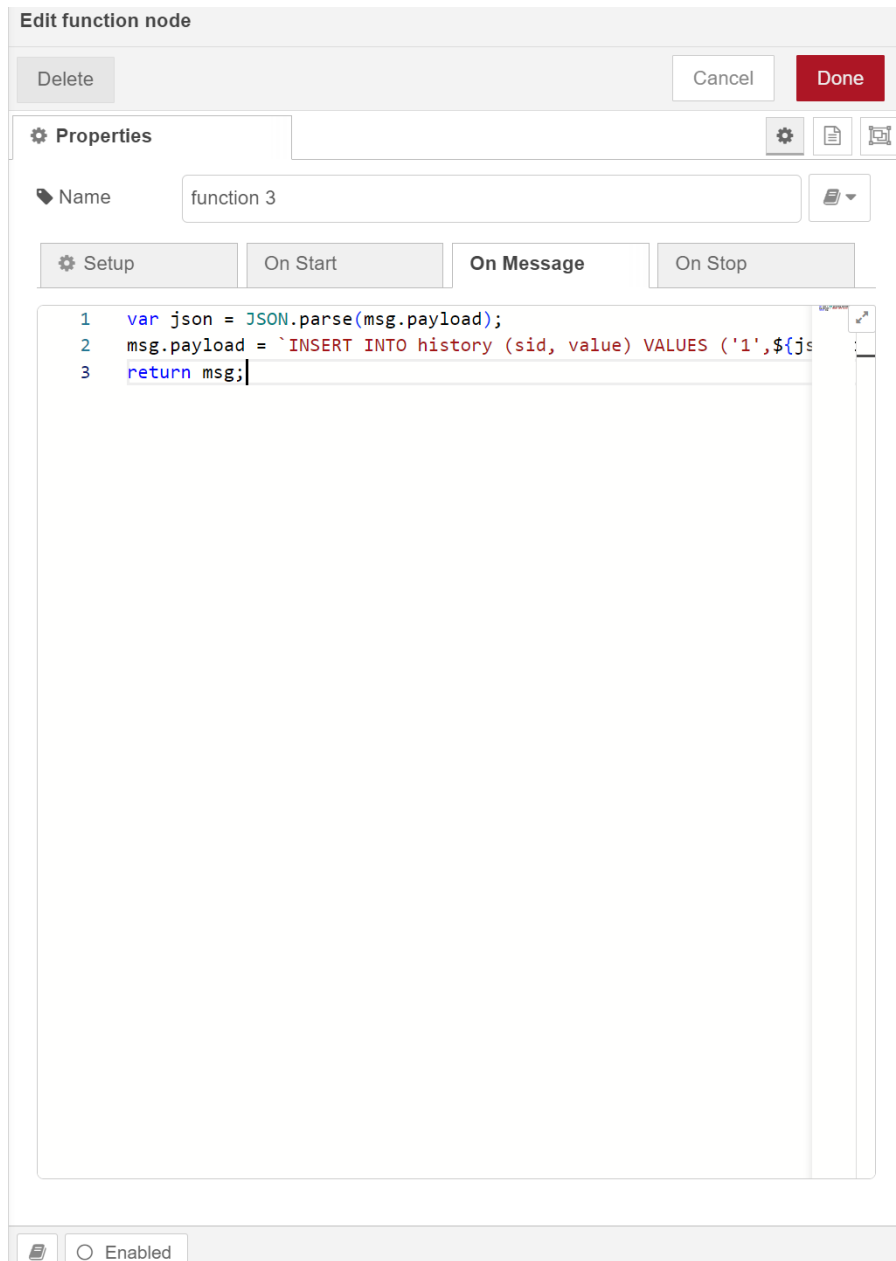 Edit function node
Delete Cancel Done
Properties
Name function 3
Setup On Start On Message On Stop
1 var json = JSON.parse(msg.payload);
2 msg.payload = `INSERT INTO history (sid, value) VALUES ('1',${js
3 return msg;
Enabled